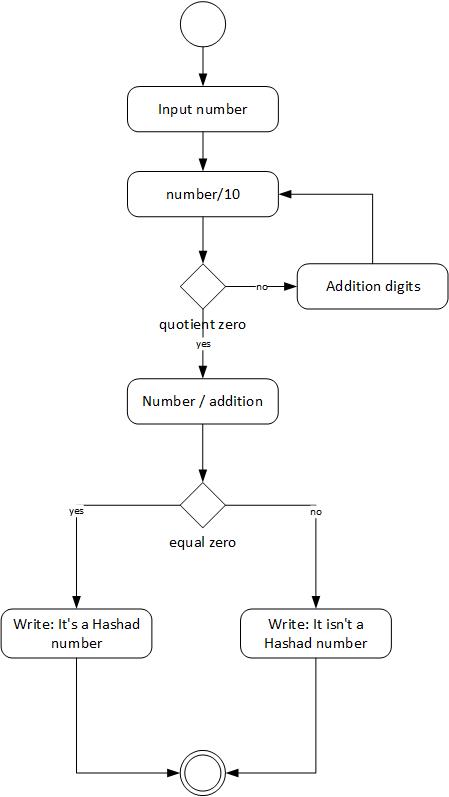 Input number
number/10
no
Addition digits
quotient zero
yes
Number / addition
yes
no
equal zero
Write: It's a Hashad
number
Write: It isn't a
Hashad number